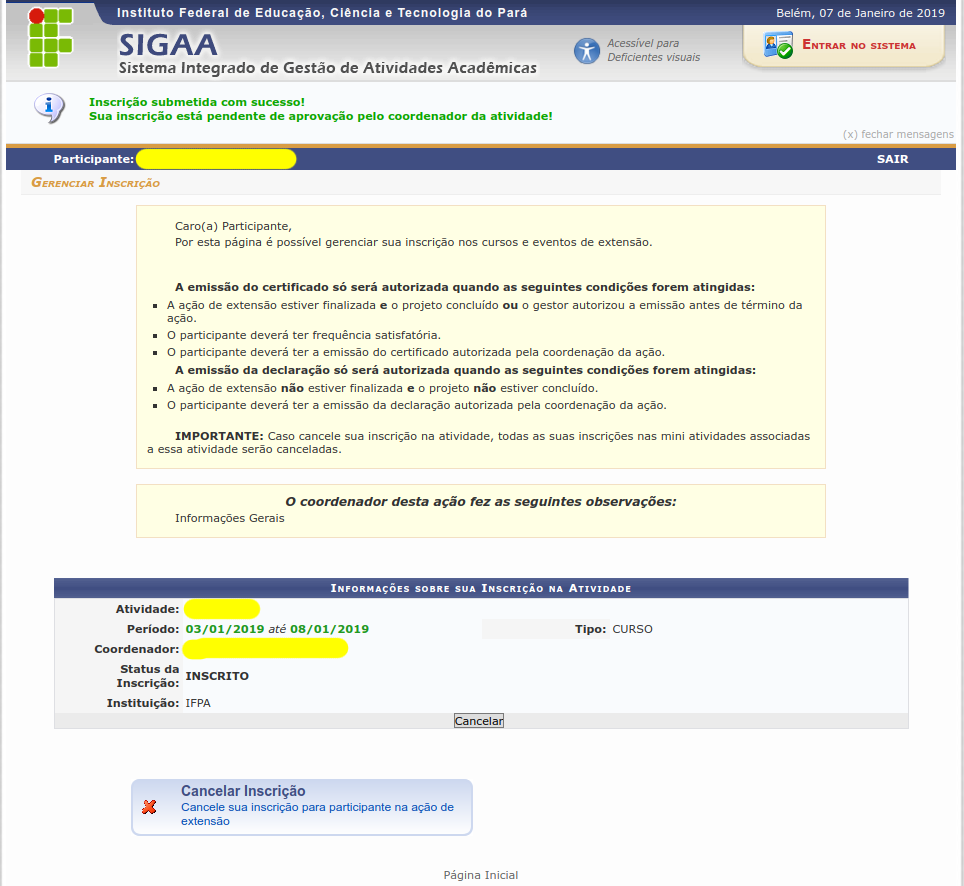 Instituto Federal de Educação, Ciência e Tecnologia do Pará
Belém, 07 de Janeiro de 2019
SIGAA
Sistema Integrado de Gestão de Atividades Acadêmicas
Acessível para
Deficientes visuais
Entrar no sistema
Inscrição submetida com sucesso!
Sua inscrição está pendente de aprovação pelo coordenador da atividade!
(x) fechar mensagens
Participante:
SAIR
Gerenciar Inscrição
Caro(a) Participante,
Por esta página é possível gerenciar sua inscrição nos cursos e eventos de extensão.
A emissão do certificado só será autorizada quando as seguintes condições forem atingidas:
A ação de extensão estiver finalizada e o projeto concluído ou o gestor autorizou a emissão antes de término da
ação.
O participante deverá ter frequência satisfatória.
O participante deverá ter a emissão do certificado autorizada pela coordenação da ação.
A emissão da declaração só será autorizada quando as seguintes condições forem atingidas:
A ação de extensão não estiver finalizada e o projeto não estiver concluído.
O participante deverá ter a emissão da declaração autorizada pela coordenação da ação.
IMPORTANTE: Caso cancele sua inscrição na atividade, todas as suas inscrições nas mini atividades associadas
a essa atividade serão canceladas.
O coordenador desta ação fez as seguintes observações:
Informações Gerais
Informações sobre sua Inscrição na Atividade
Atividade:
Período: 03/01/2019 até 08/01/2019
Tipo: CURSO
Coordenador:
Status da
Inscrição: INSCRITO
Instituição: IFPA
Cancelar
Cancelar Inscrição
Cancele sua inscrição para participante na ação de
extensão
Página Inicial